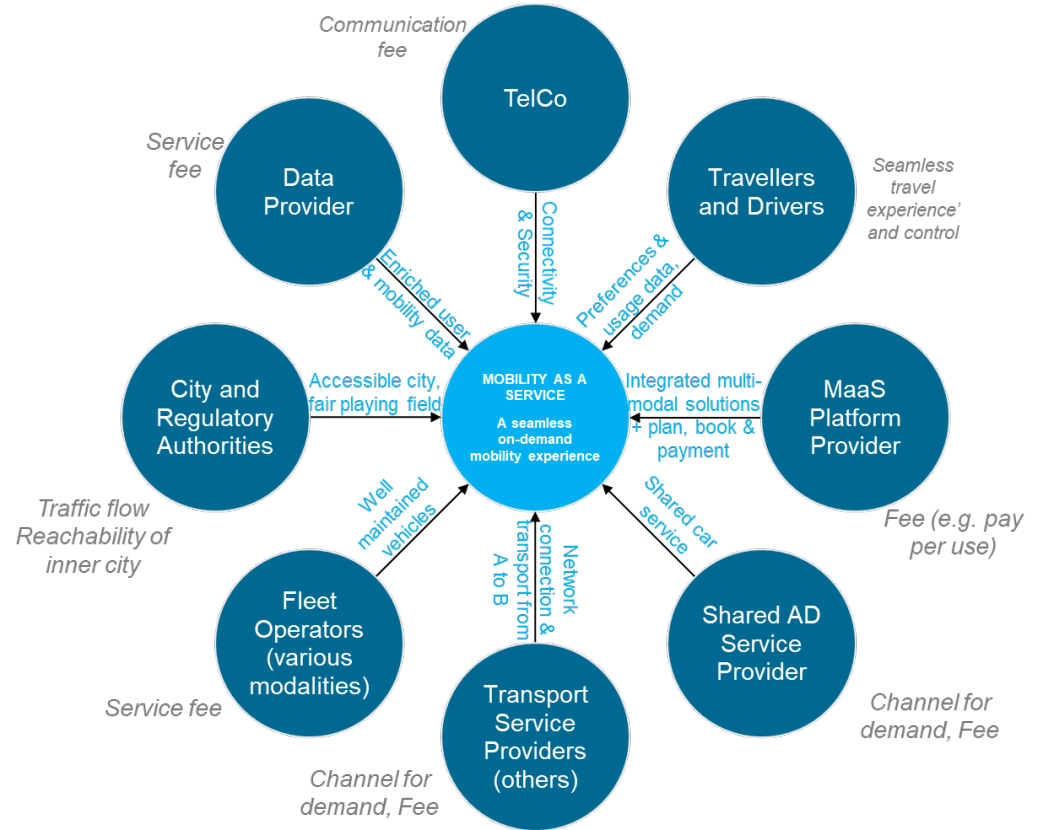 Communication
fee
TelCo
Service
fee
Data
Provider
Travellers
and Drivers
Seamless
travel
experience’
and control
Connectivity
& Security
Enriched user
& mobility data
Preferences &
usage data,
demand
City and
Regulatory
Authorities
Accessible city,
fair playing field
MOBILITY AS A
SERVICE
A seamless
on-demand
mobility experience
Integrated multi-
modal solutions
+ plan, book &
payment
MaaS
Platform
Provider
Traffic flow
Reachability of
inner city
Well
maintained
vehicles
Network
connection &
transport from
A to B
Shared car
service
Fee (e.g. pay
per use)
Fleet
Operators
(various
modalities)
Shared AD
Service
Provider
Service fee
Transport
Service
Providers
(others)
Channel for
demand, Fee
Channel for
demand, Fee